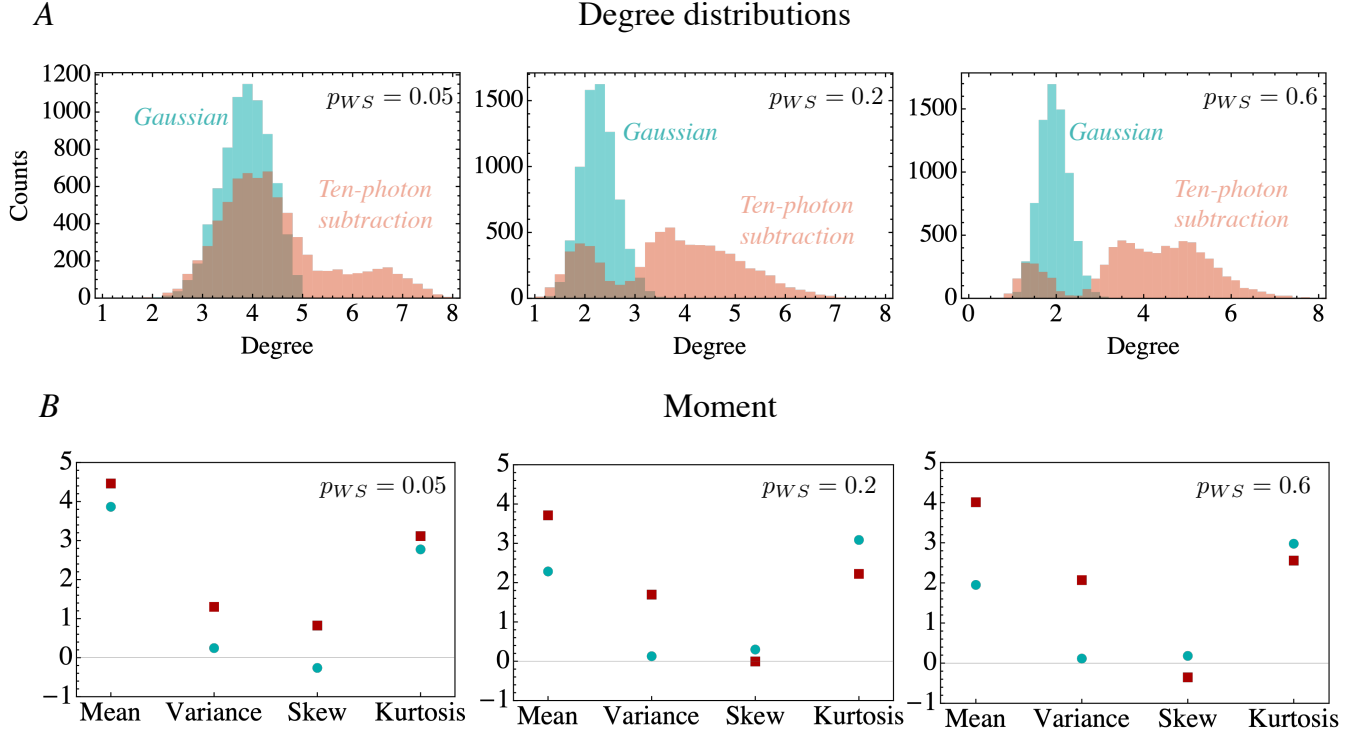 A
Degree distributions
Counts
1200
1000
800
600
400
200
0
Gaussian
p_{WS} = 0.05
Ten-photon
subtraction
1 2 3 4 5 6 7 8
Degree
1500
1000
500
0
p_{WS} = 0.2
Gaussian
Ten-photon
subtraction
1 2 3 4 5 6 7 8
Degree
1500
1000
500
0
p_{WS} = 0.6
Gaussian
Ten-photon
subtraction
0 2 4 6 8
Degree
B
Moment
5
4
3
2
1
0
−1
p_{WS} = 0.05
Mean Variance Skew Kurtosis
5
4
3
2
1
0
−1
p_{WS} = 0.2
Mean Variance Skew Kurtosis
5
4
3
2
1
0
−1
p_{WS} = 0.6
Mean Variance Skew Kurtosis